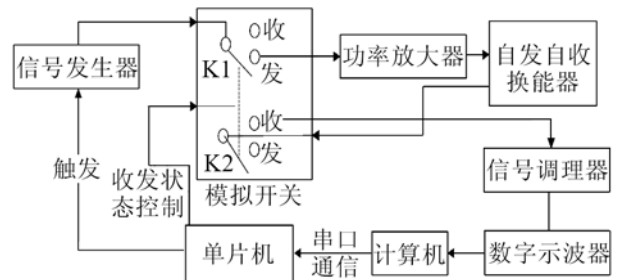 收
K1
发
信号发生器
功率放大器
自发自收
换能器
收
K2
发
触发
收发状
态控制
模拟开关
信号调理器
单片机
串口
通信
计算机
数字示波器